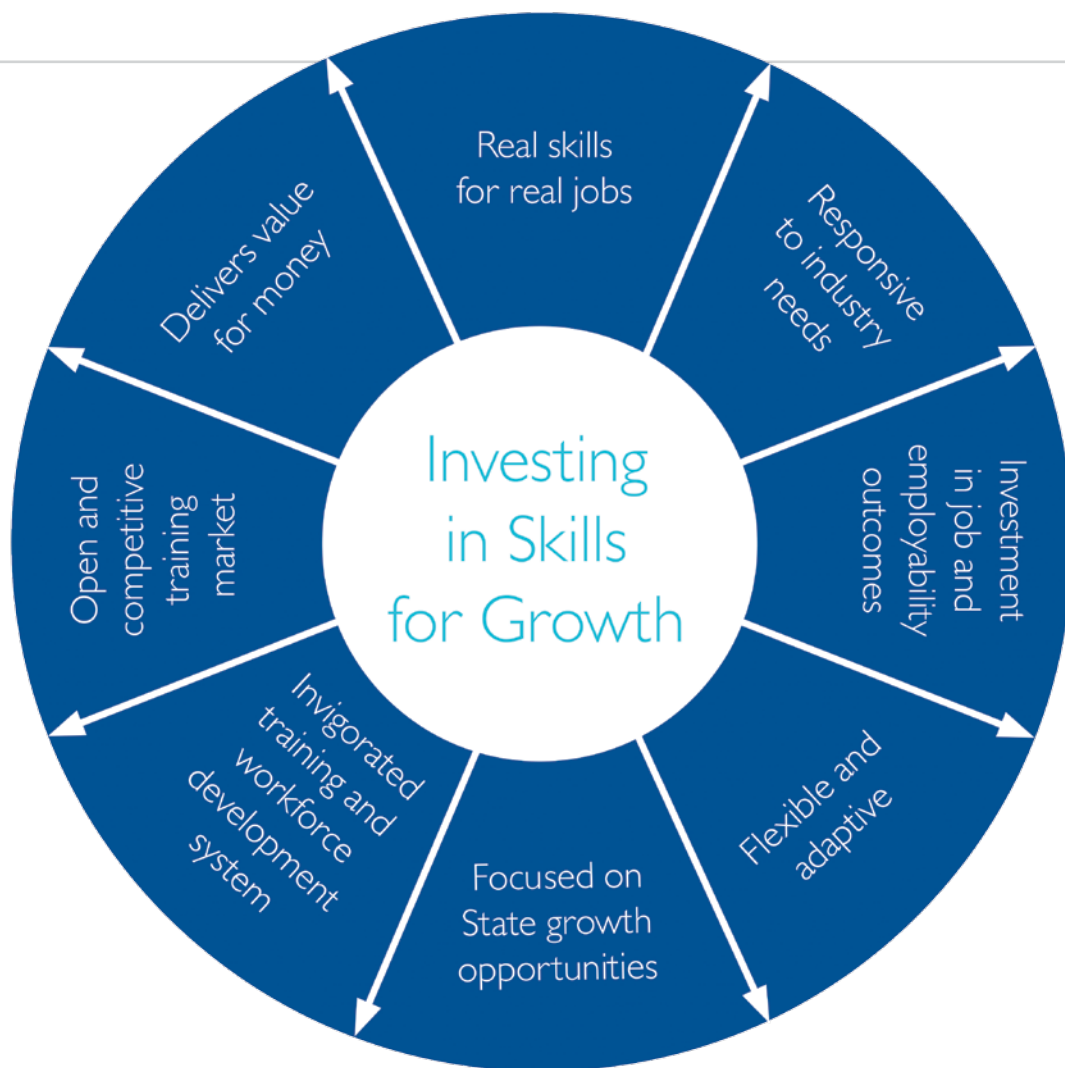 Real skills
for real jobs
Responsive
to industry
needs
Investment
in job and
employability
outcomes
Flexible and
adaptive
Focused on
State growth
opportunities
Invigorated
training and
workforce
development
system
Open and
competitive
training
market
Delivers value
for money
Investing
in Skills
for Growth